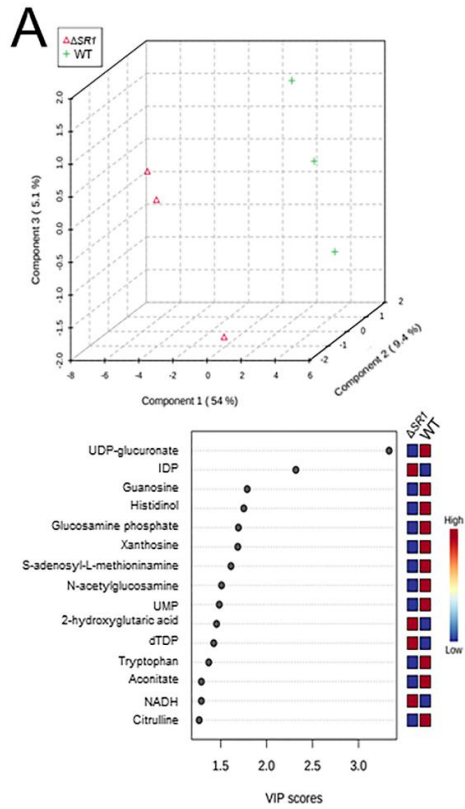 A
ΔSR1
WT
2.0
1.5
1.0
0.5
0.0
-0.5
-1.0
-1.5
-2.0
Component 3 ( 5.1 %)
-8
-6
-4
-2
0
2
4
6
Component 1 ( 54 %)
-2
-1
0
1
2
Component 2 ( 9.4 %)
ΔSR1
WT
UDP-glucuronate
IDP
Guanosine
Histidinol
Glucosamine phosphate
Xanthosine
S-adenosyl-L-methioninamine
N-acetylglucosamine
UMP
2-hydroxyglutaric acid
dTDP
Tryptophan
Aconitate
NADH
Citrulline
High
Low
1.5
2.0
2.5
3.0
VIP scores